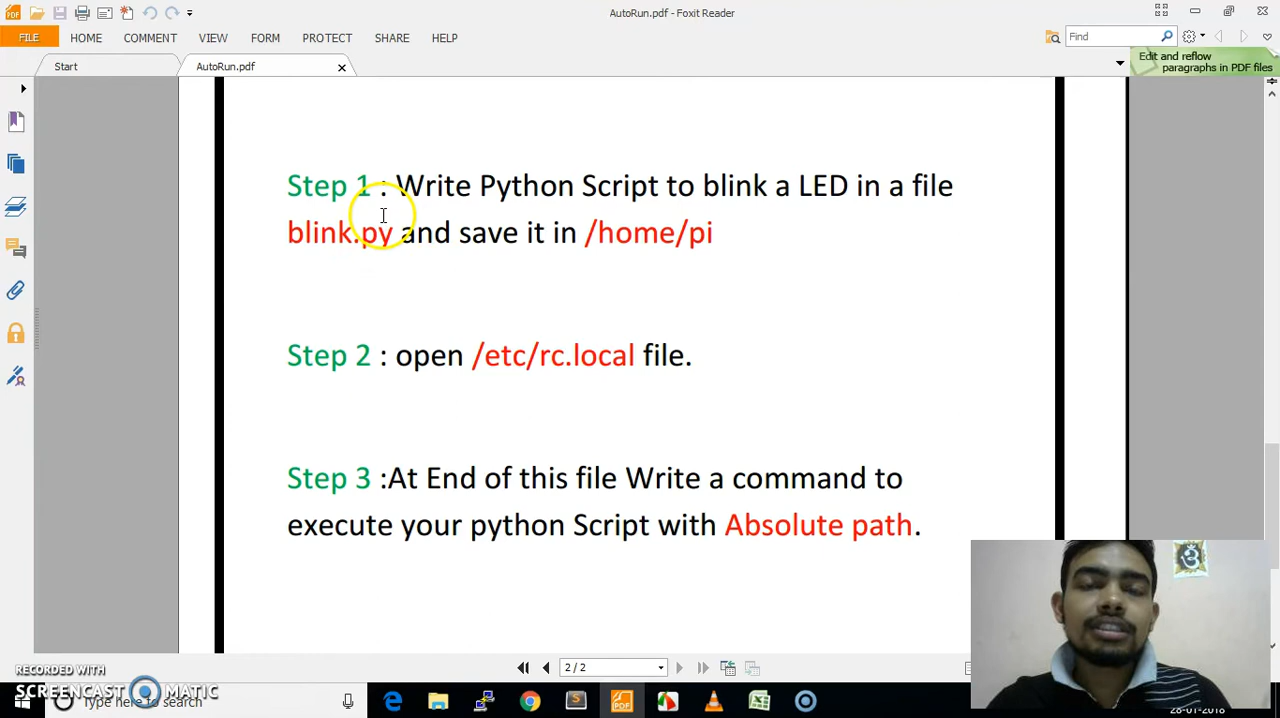 AutoRun.pdf - Foxit Reader
FILE HOME COMMENT VIEW FORM PROTECT SHARE HELP
Find
Start
AutoRun.pdf
Edit and reflow
paragraphs in PDF files
Step 1 : Write Python Script to blink a LED in a file
blink.py and save it in /home/pi
Step 2 : open /etc/rc.local file.
Step 3 :At End of this file Write a command to
execute your python Script with Absolute path.
2 / 2
RECORDED WITH
SCREENCAST MATIC
Type here to search
28-01-2018